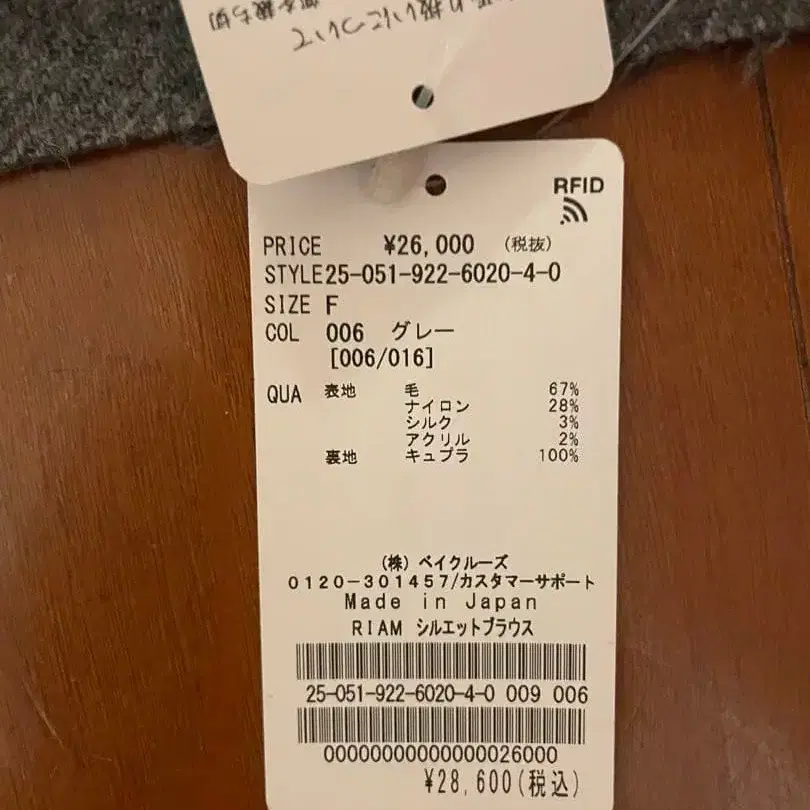 RFID
PRICE ¥26,000 (税抜)
STYLE25-051-922-6020-4-0
SIZE F
COL 006 グレー
[006/016]
QUA 表地 毛 67%
ナイロン 28%
シルク 3%
アクリル 2%
裏地 キュプラ 100%
(株) ベイクルーズ
0120-301457/カスタマーサポート
Made in Japan
RIAM シルエットブラウス
25-051-922-6020-4-0 009 006
00000000000000026000
¥28,600(税込)